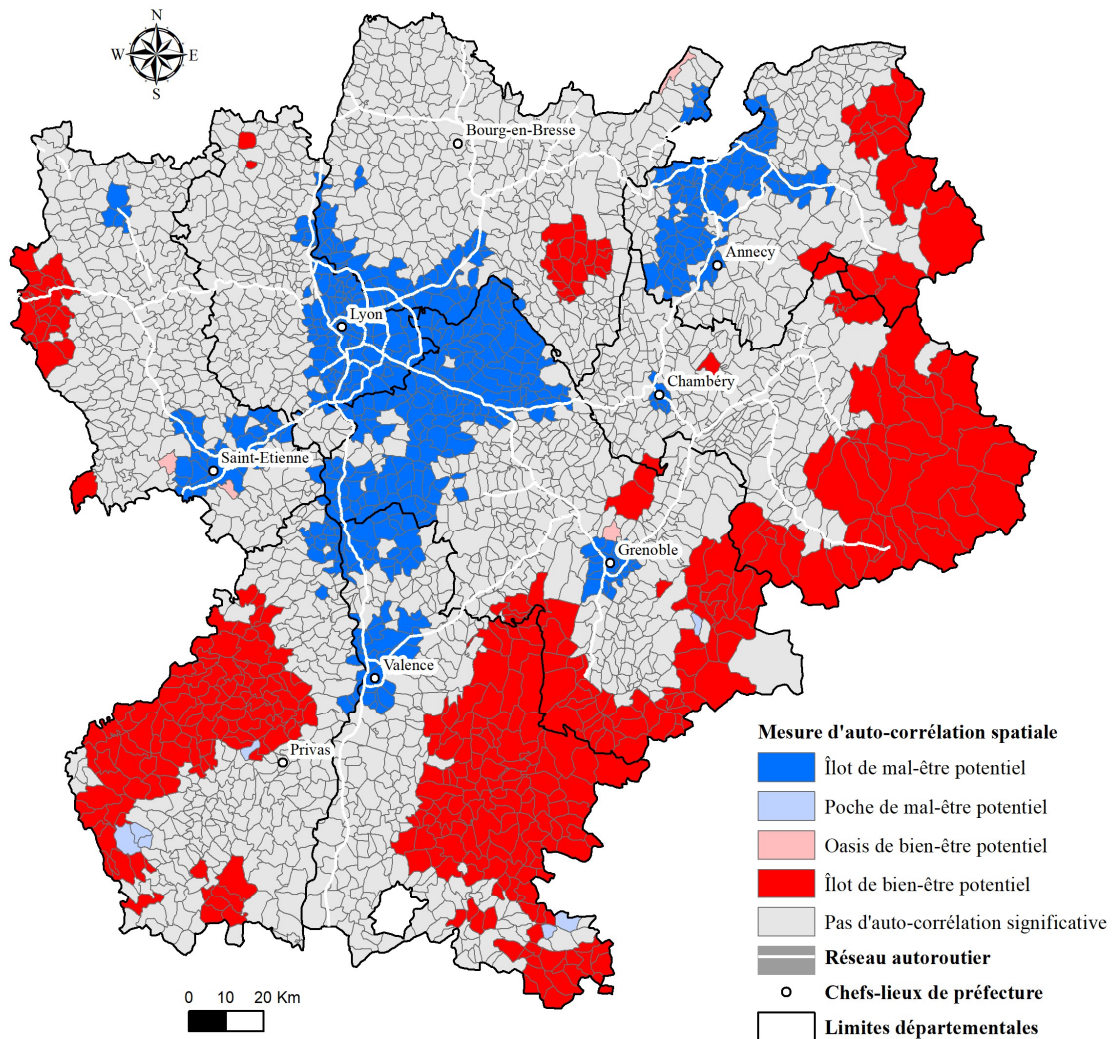 N
W E
S
Bourg-en-Bresse
Annecy
Lyon
Chambéry
Saint-Etienne
Grenoble
Valence
Privas
Mesure d'auto-corrélation spatiale
Îlot de mal-être potentiel
Poche de mal-être potentiel
Oasis de bien-être potentiel
Îlot de bien-être potentiel
Pas d'auto-corrélation significative
Réseau autoroutier
Chefs-lieux de préfecture
Limites départementales
0 10 20 Km